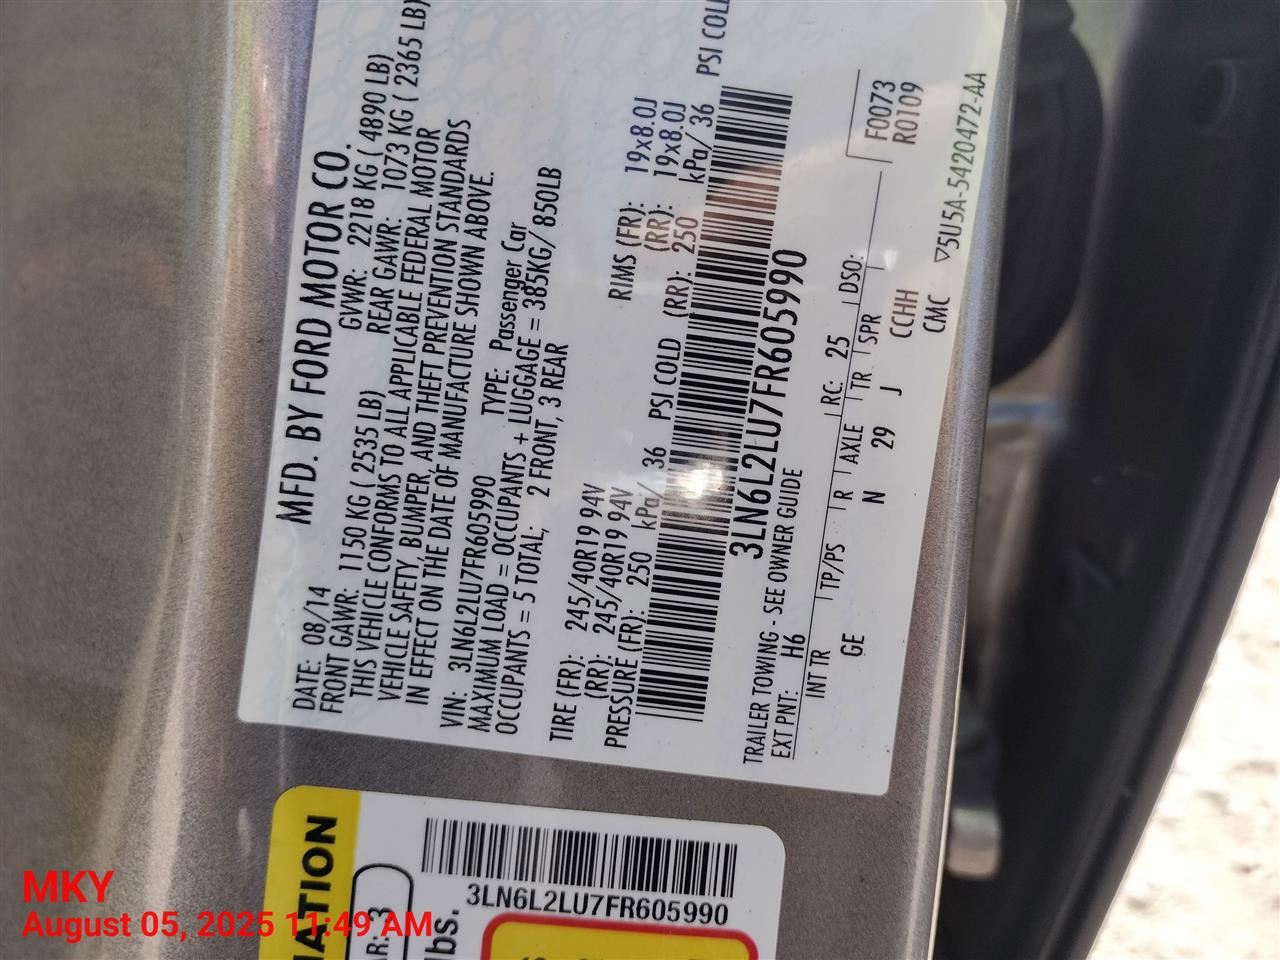 MFD. BY FORD MOTOR CO.
DATE: 08/14 GVWR: 2218 KG ( 4890 LB)
FRONT GAWR: 1150 KG ( 2535 LB) REAR GAWR: 1073 KG ( 2365 LB)
THIS VEHICLE CONFORMS TO ALL APPLICABLE FEDERAL MOTOR
VEHICLE SAFETY, BUMPER, AND THEFT PREVENTION STANDARDS
IN EFFECT ON THE DATE OF MANUFACTURE SHOWN ABOVE.
VIN: 3LN6L2LU7FR605990 TYPE: Passenger Car
MAXIMUM LOAD = OCCUPANTS + LUGGAGE = 385KG/ 850LB
OCCUPANTS = 5 TOTAL; 2 FRONT, 3 REAR
TIRE (FR): 245/40R19 94V RIMS (FR): 19x8.0J
(RR): 245/40R19 94V (RR): 19x8.0J
PRESSURE (FR): 250 kPa/ 36 PSI COLD (RR): 250 kPa/ 36 PSI COLD
3LN6L2LU7FR605990
TRAILER TOWING - SEE OWNER GUIDE
EXT PNT: H6 RC: 25 DSO: F0073
R0109
INT TR TP/PS R AXLE TR SPR
GE N 29 J CCHH
CMC ▽5U5A-5420472-AA
MATION
AR: 3
lbs.
3LN6L2LU7FR605990
MKY
August 05, 2025 11:49 AM